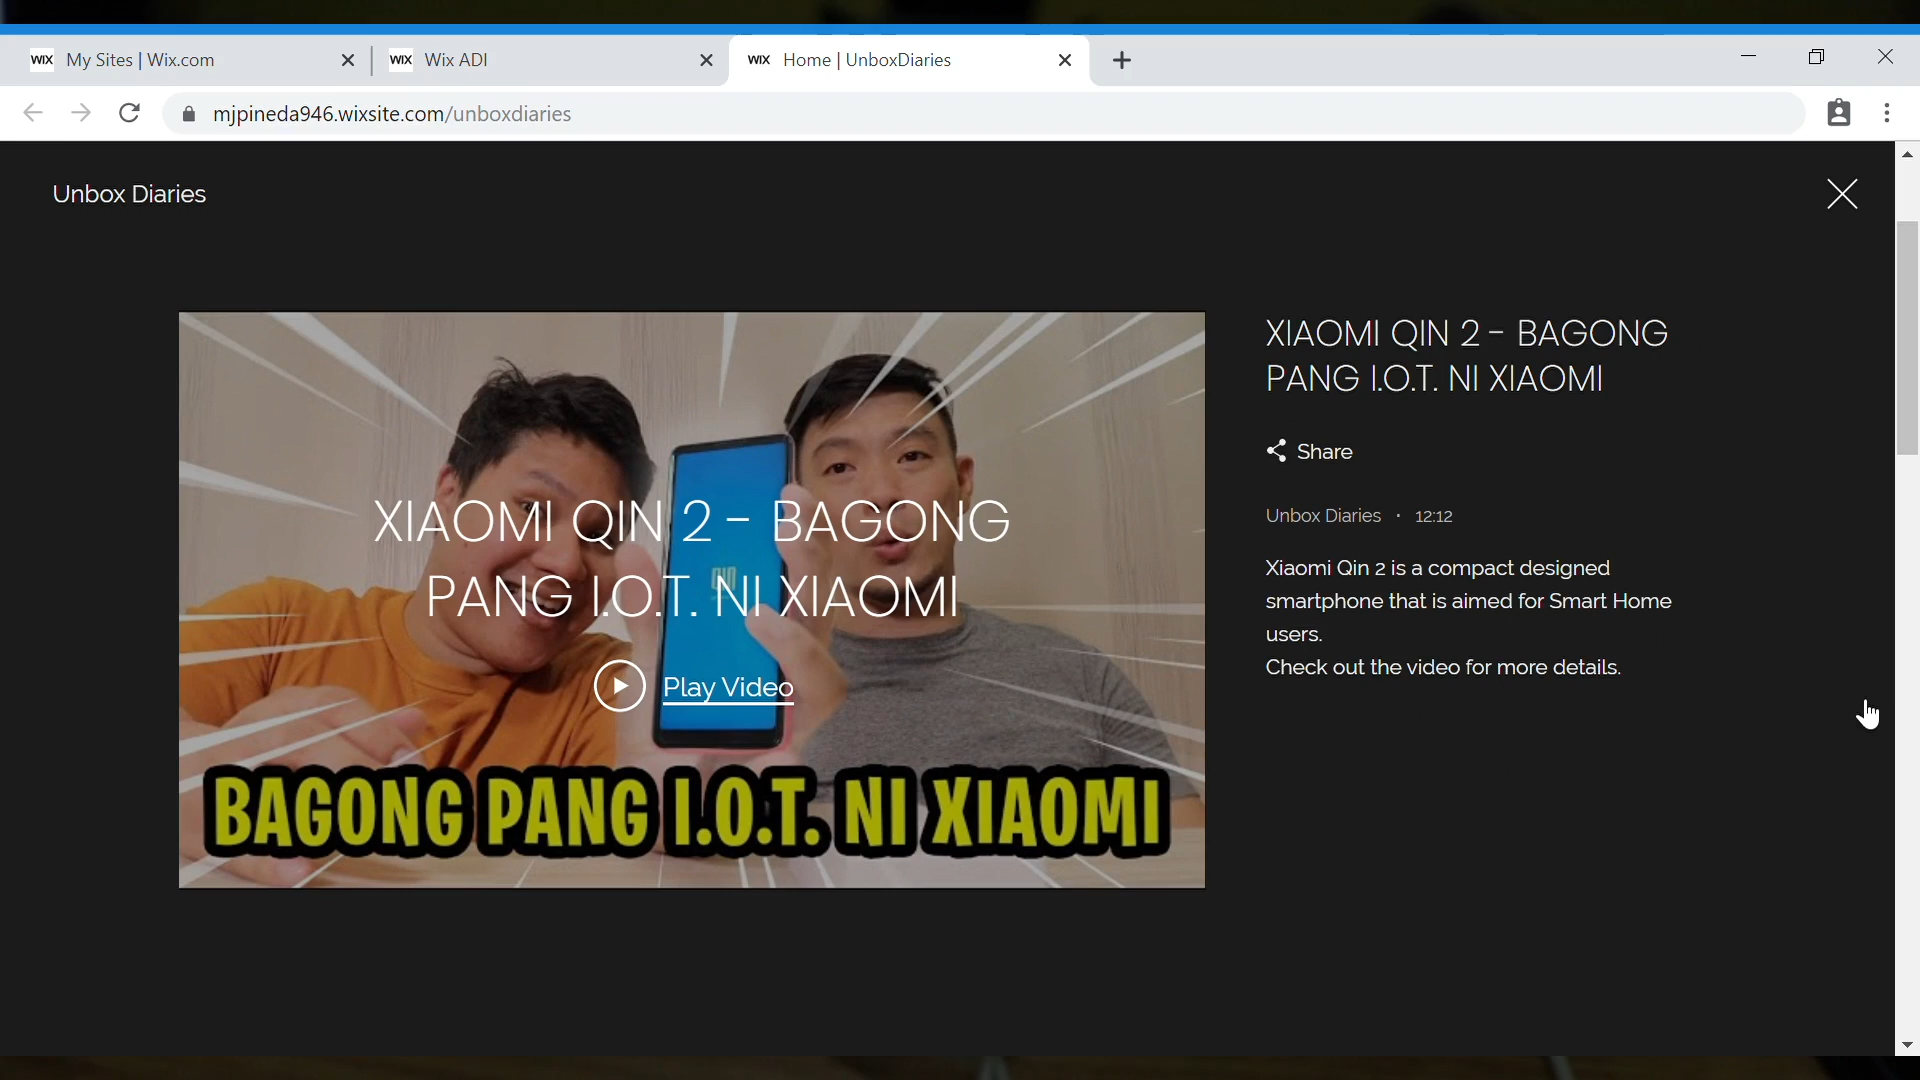 WIX My Sites | Wix.com
WIX Wix ADI
WIX Home | UnboxDiaries
mjpineda946.wixsite.com/unboxdiaries
Unbox Diaries
XIAOMI QIN 2 - BAGONG
PANG I.O.T. NI XIAOMI
Play Video
BAGONG PANG I.O.T. NI XIAOMI
XIAOMI QIN 2 - BAGONG
PANG I.O.T. NI XIAOMI
Share
Unbox Diaries · 12:12
Xiaomi Qin 2 is a compact designed
smartphone that is aimed for Smart Home
users.
Check out the video for more details.